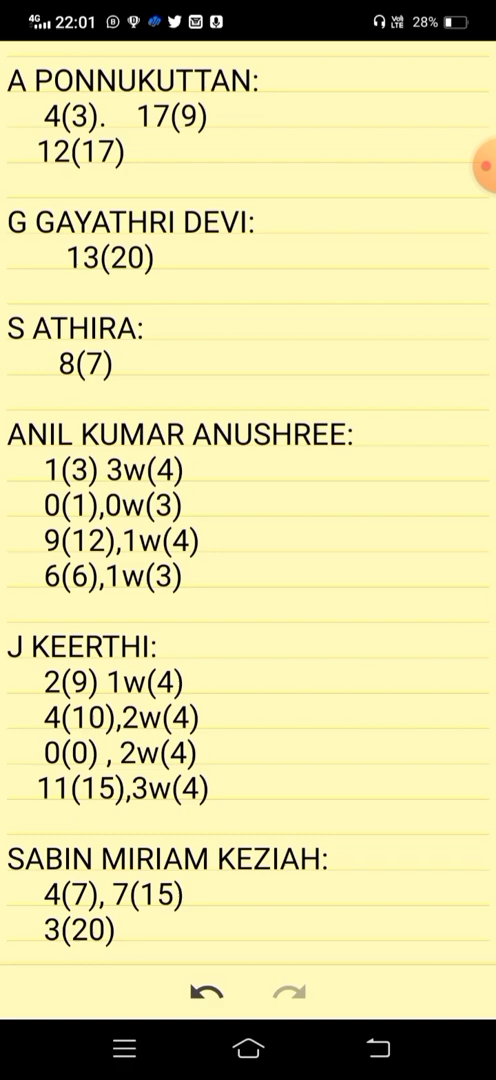 4G 22:01 VoI LTE 28%
A PONNUKUTTAN:
4(3). 17(9)
12(17)
G GAYATHRI DEVI:
13(20)
S ATHIRA:
8(7)
ANIL KUMAR ANUSHREE:
1(3) 3w(4)
0(1),0w(3)
9(12),1w(4)
6(6),1w(3)
J KEERTHI:
2(9) 1w(4)
4(10),2w(4)
0(0) , 2w(4)
11(15),3w(4)
SABIN MIRIAM KEZIAH:
4(7), 7(15)
3(20)